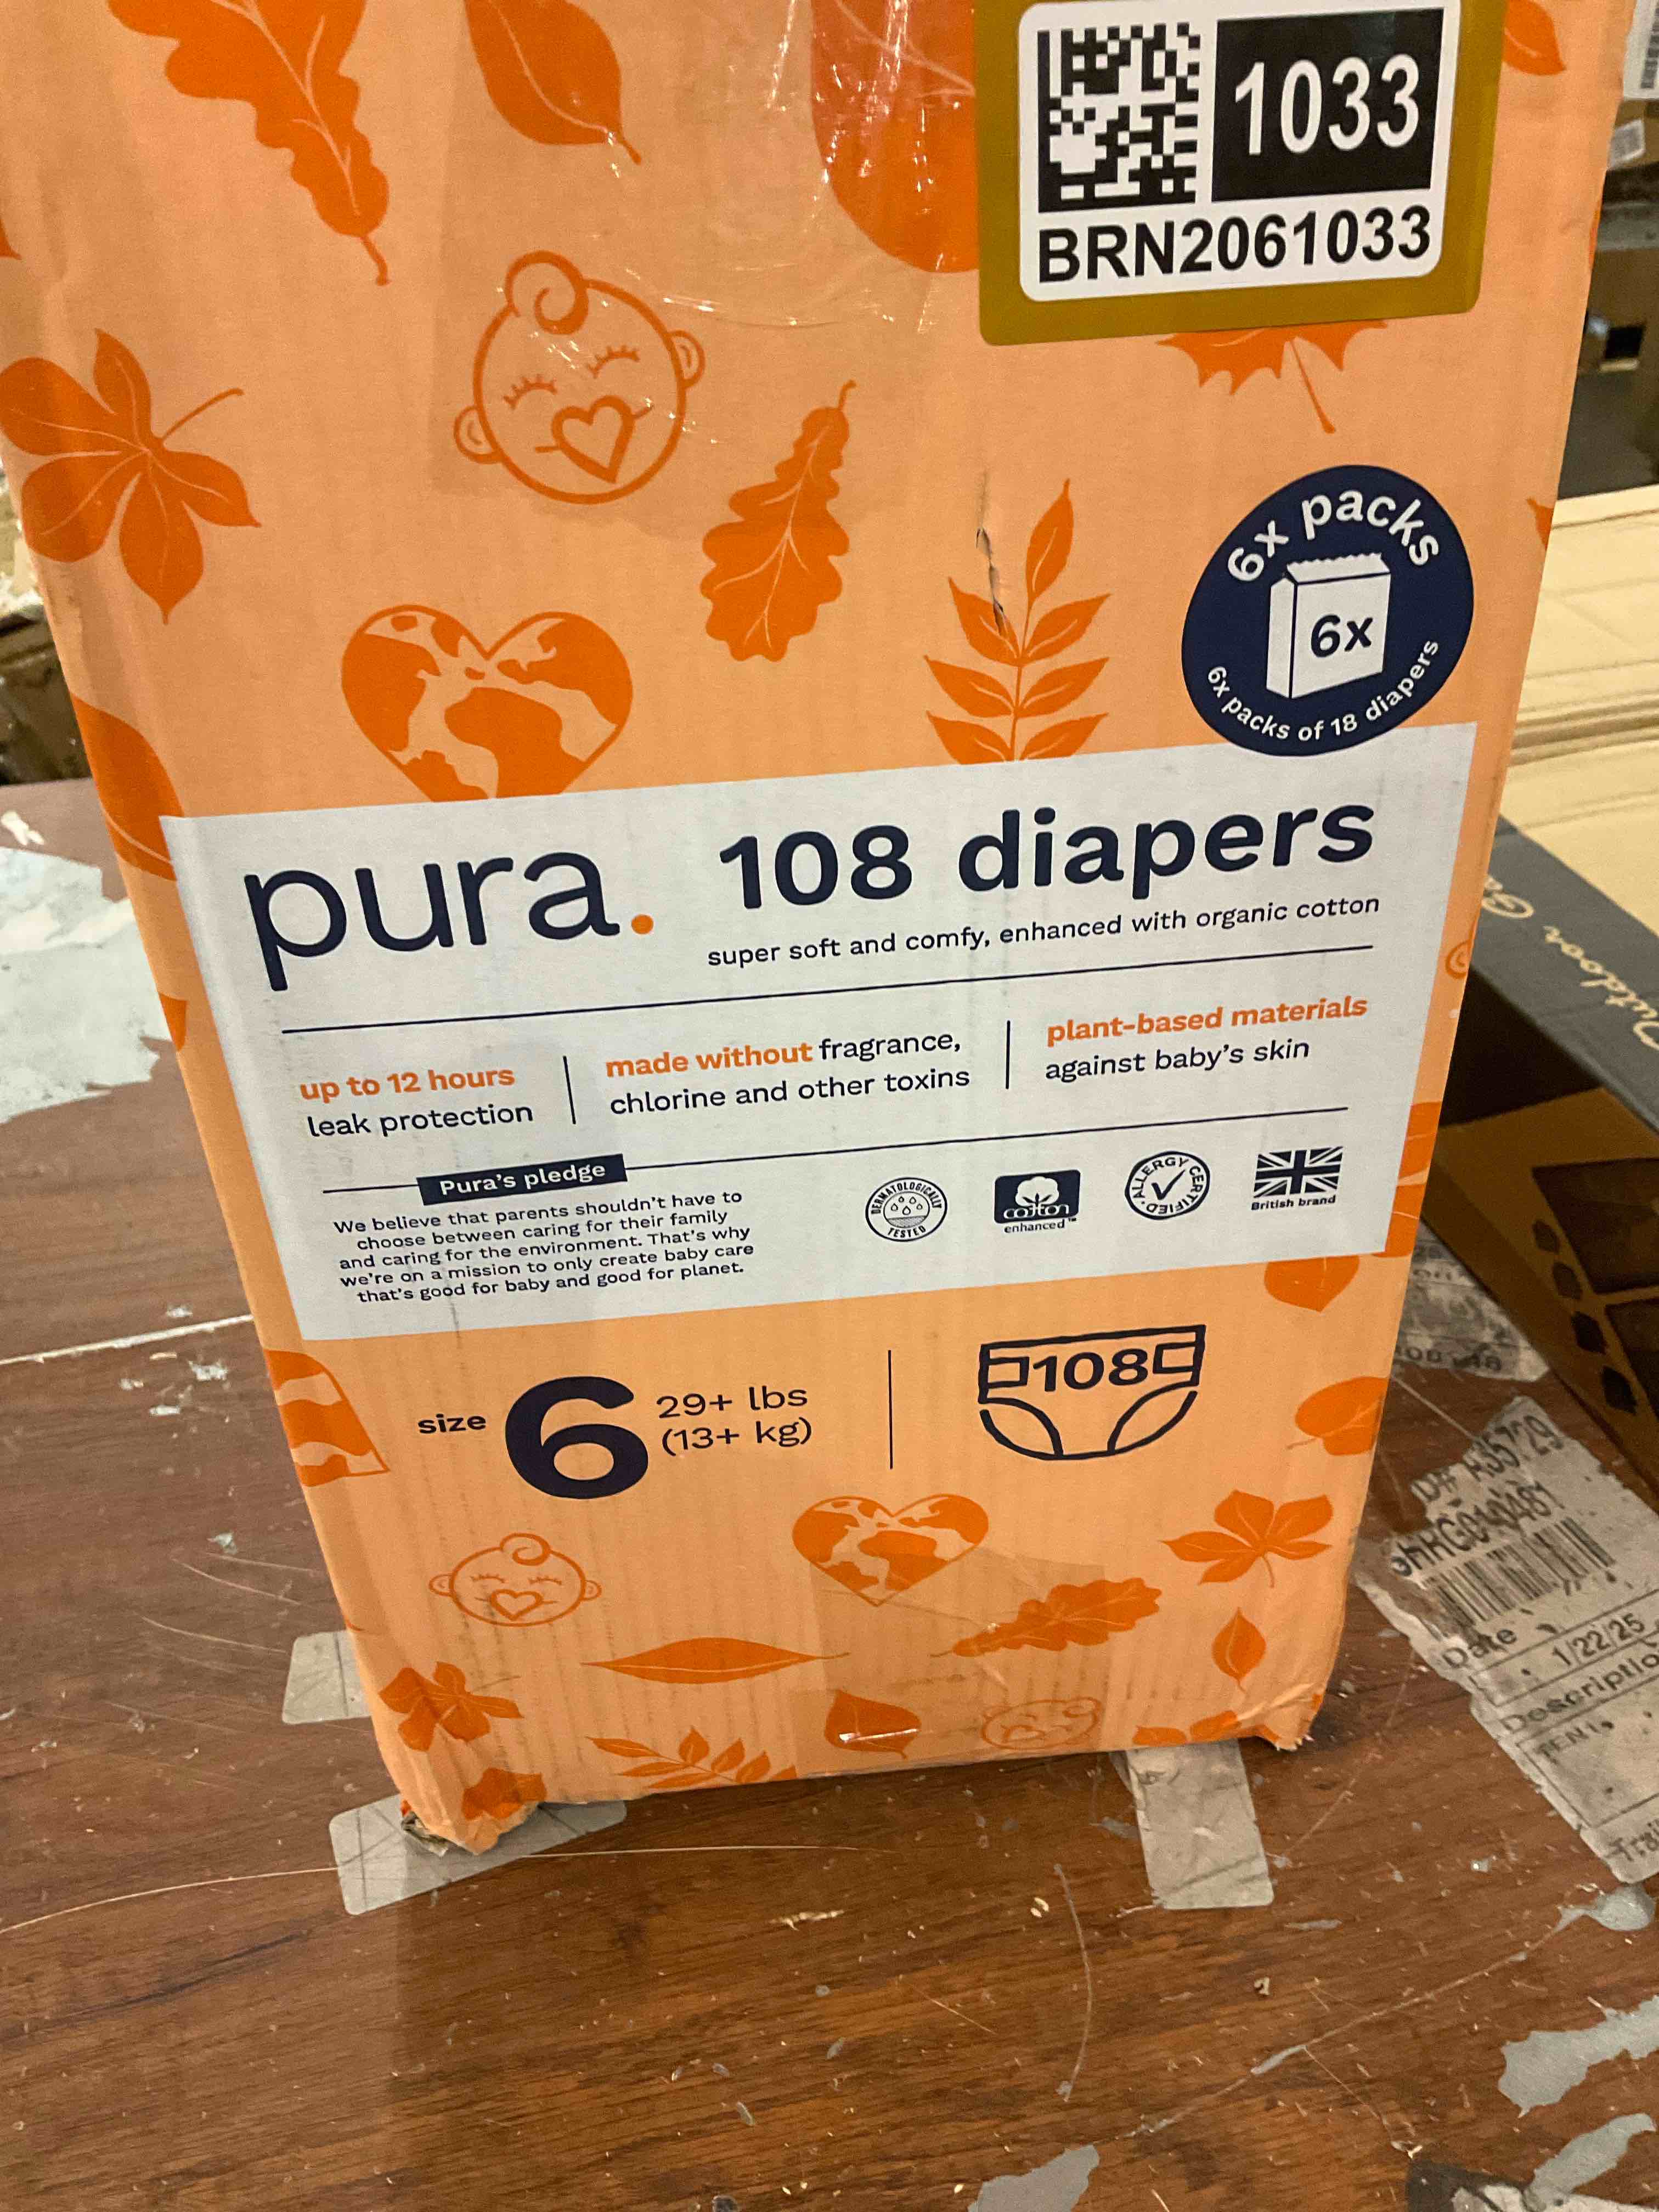 1033
BRN2061033
6x packs
6x
6x packs of 18 diapers
pura. 108 diapers
super soft and comfy, enhanced with organic cotton
up to 12 hours
leak protection
made without fragrance,
chlorine and other toxins
plant-based materials
against baby's skin
Pura's pledge
We believe that parents shouldn't have to
choose between caring for their family
and caring for the environment. That's why
we're on a mission to only create baby care
that's good for baby and good for planet.
DERMATOLOGICALLY
TESTED
cotton
enhanced™
ALLERGY CERTIFIED
British brand
size 6 29+ lbs
(13+ kg)
108
Outdoor
Date
1/22/25
Description